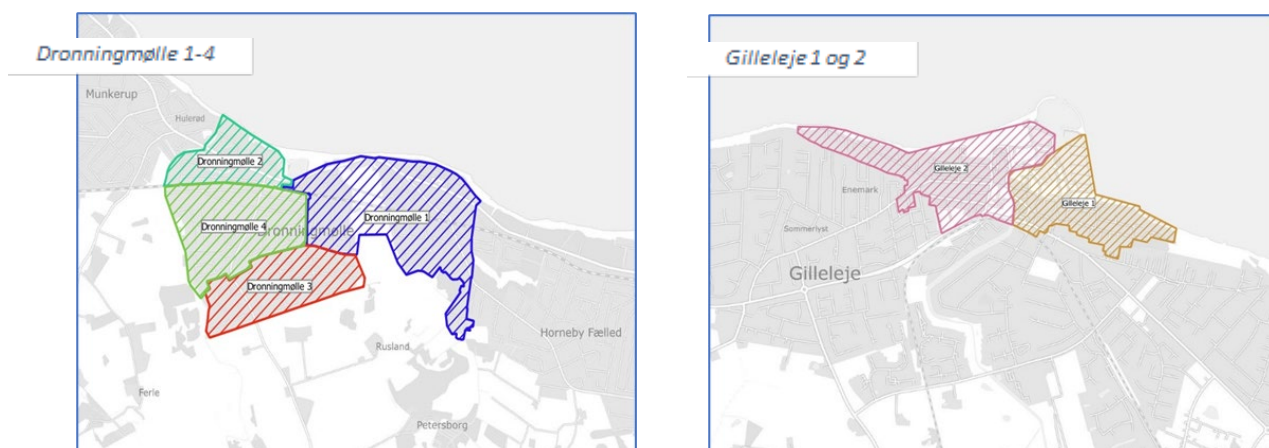 Dronningmølle 1-4
Munkerup
Hulerød
Dronningmølle 2
Dronningmølle 1
Dronningmølle 4
Dronningmølle
Dronningmølle 3
Horneby Fælled
Rusland
Ferle
Petersborg
Gilleleje 1 og 2
Gilleleje 2
Enemark
Gilleleje 1
Sommerlyst
Gilleleje